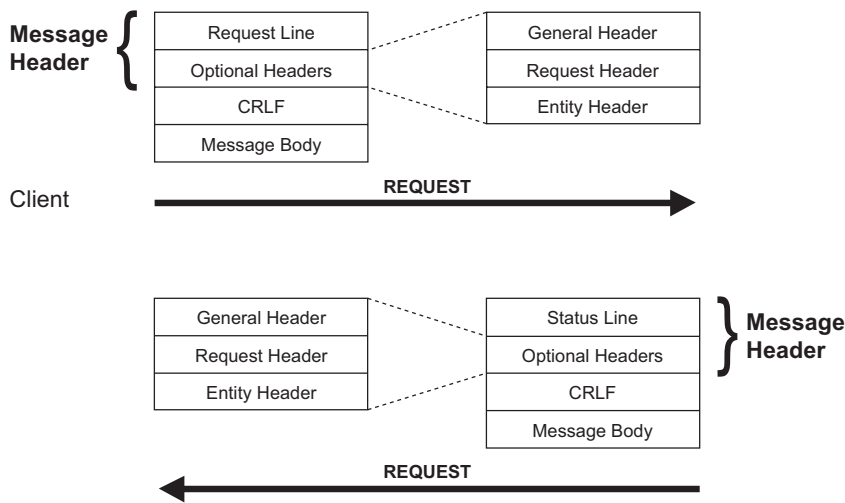 Message
Header
Request Line
Optional Headers
CRLF
Message Body
General Header
Request Header
Entity Header
Client
REQUEST
General Header
Request Header
Entity Header
Status Line
Optional Headers
CRLF
Message Body
Message
Header
REQUEST